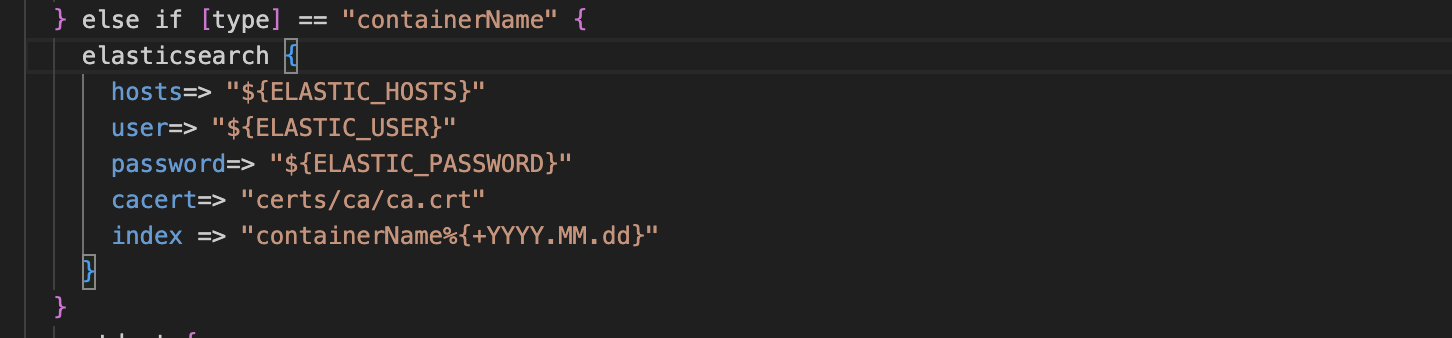 } else if [type] == "containerName" {
elasticsearch {
hosts=> "${ELASTIC_HOSTS}"
user=> "${ELASTIC_USER}"
password=> "${ELASTIC_PASSWORD}"
cacert=> "certs/ca/ca.crt"
index => "containerName%{+YYYY.MM.dd}"
}
}